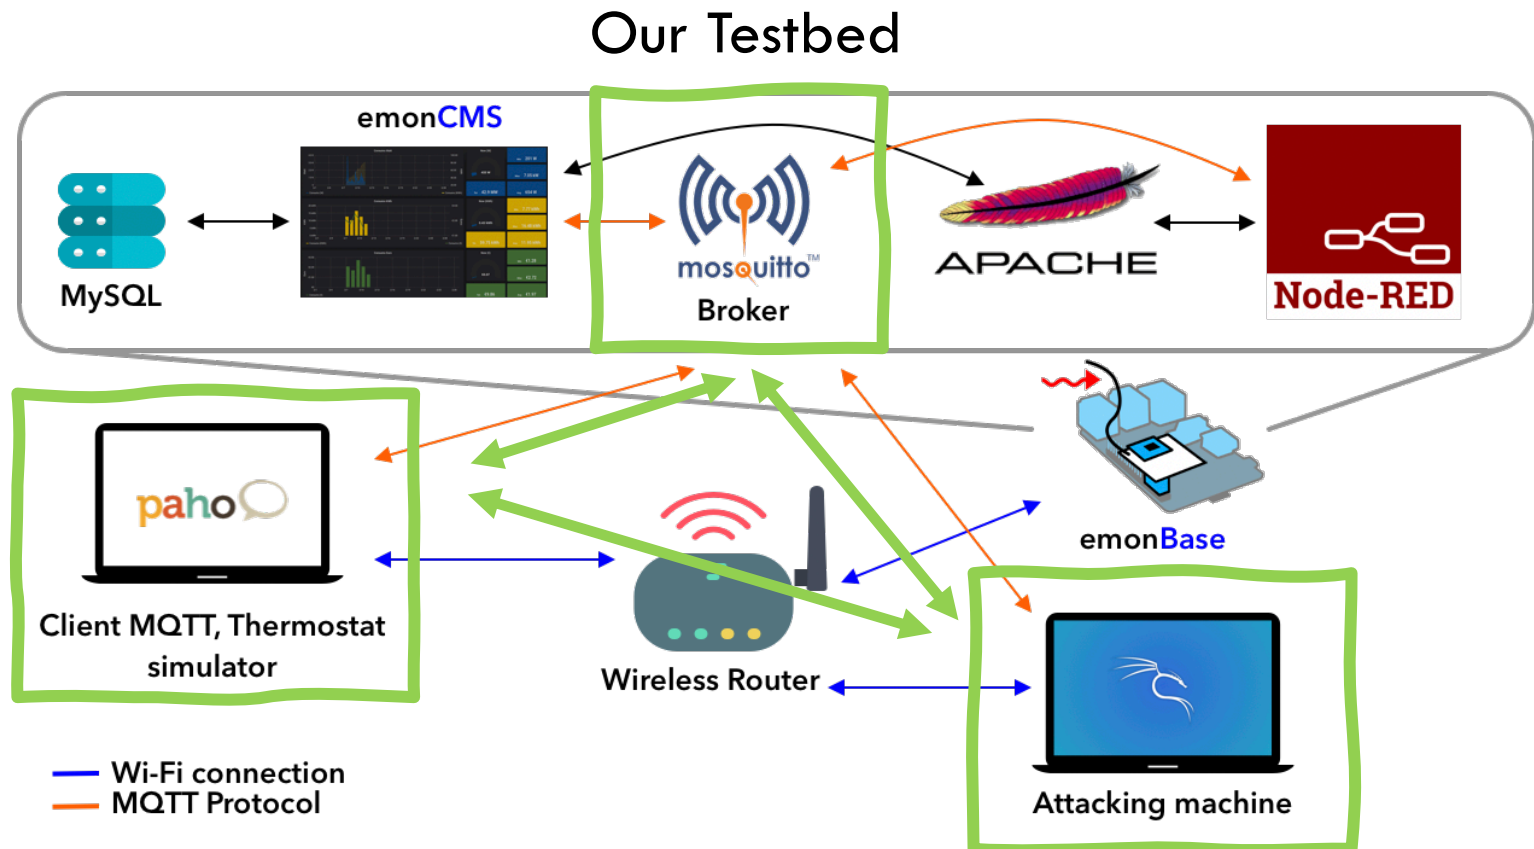 Our Testbed
emonCMS
MySQL
mosquitto™
Broker
APACHE
Node-RED
paho
Client MQTT, Thermostat
simulator
Wireless Router
emonBase
Attacking machine
Wi-Fi connection
MQTT Protocol